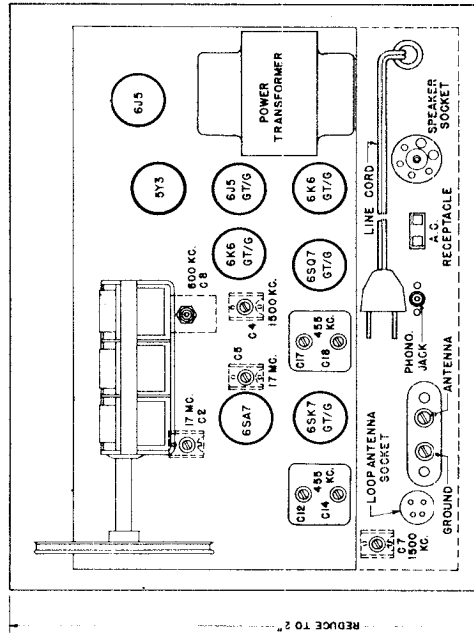 6J5
5Y3
POWER
TRANSFORMER
6J5
GT/G
6K6
GT/G
6K6
GT/G
6SQ7
GT/G
600 KC.
C8
C4
1500 KC.
C5
17 MC.
17 MC.
C2
6SA7
C17
455
KC.
C18
6SK7
GT/G
C12
455
KC.
C14
LINE CORD
SPEAKER
SOCKET
A.C.
RECEPTACLE
PHONO.
JACK
LOOP ANTENNA
SOCKET
ANTENNA
GROUND
C7
1500
KC.
REDUCE TO 2"